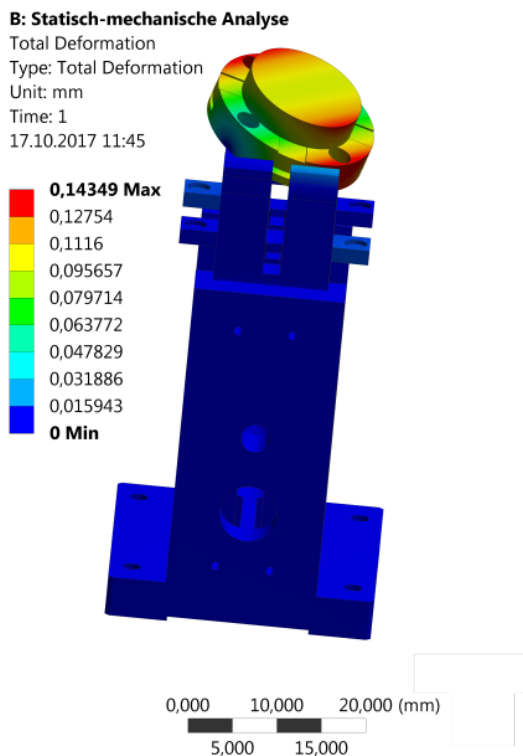 B: Statisch-mechanische Analyse
Total Deformation
Type: Total Deformation
Unit: mm
Time: 1
17.10.2017 11:45
0,14349 Max
0,12754
0,1116
0,095657
0,079714
0,063772
0,047829
0,031886
0,015943
0 Min
0,000 10,000 20,000 (mm)
5,000 15,000